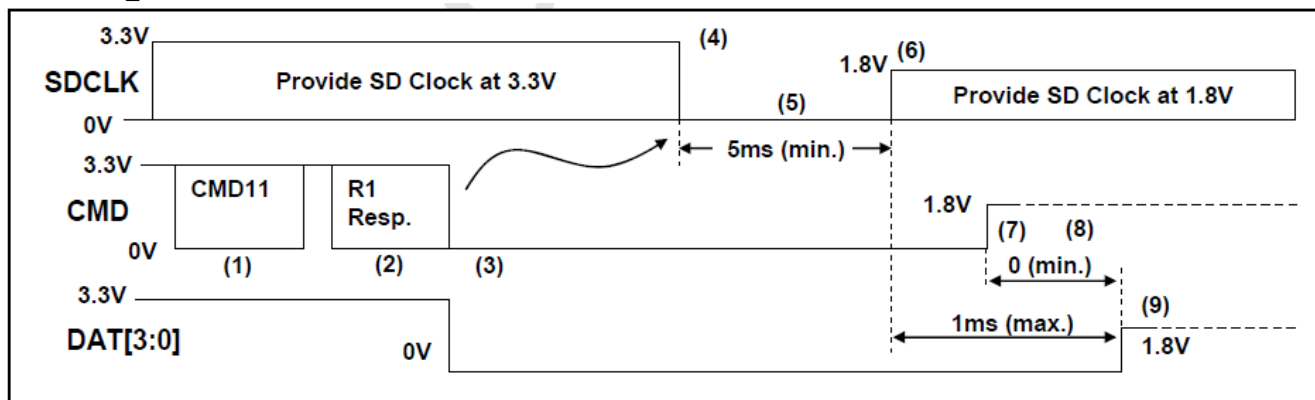 3.3V
(4)
1.8V (6)
SDCLK
Provide SD Clock at 3.3V
Provide SD Clock at 1.8V
(5)
0V
5ms (min.)
3.3V
CMD11
R1
Resp.
CMD
1.8V
0V
(1)
(2)
(3)
(7)
(8)
0 (min.)
3.3V
DAT[3:0]
0V
1ms (max.)
(9)
1.8V